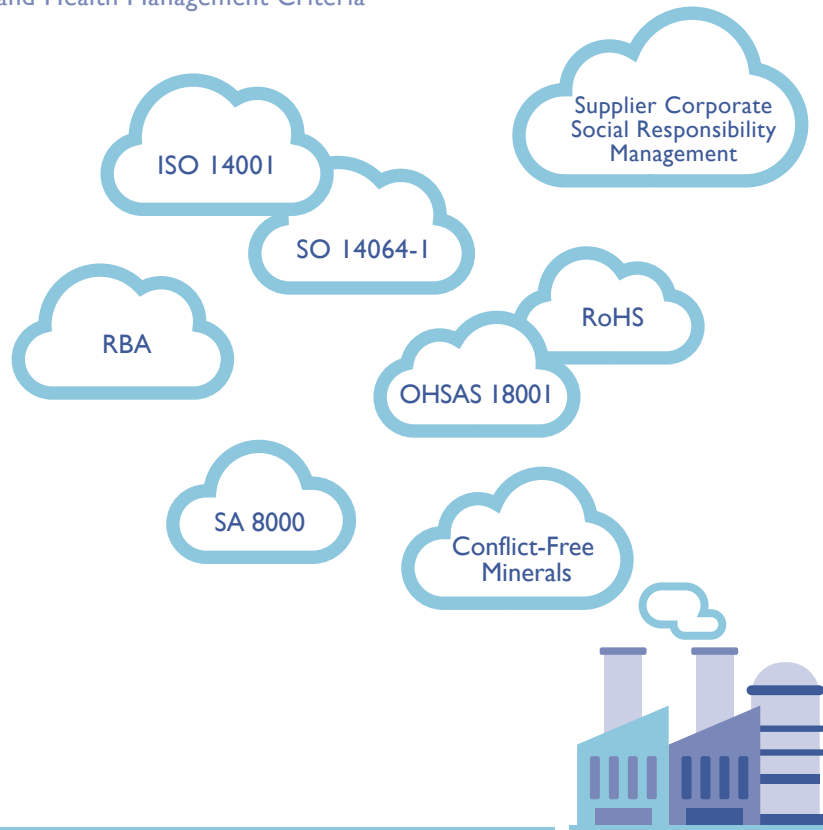 and Health Management Criteria
Supplier Corporate
Social Responsibility
Management
ISO 14001
SO 14064-1
RoHS
RBA
OHSAS 18001
SA 8000
Conflict-Free
Minerals